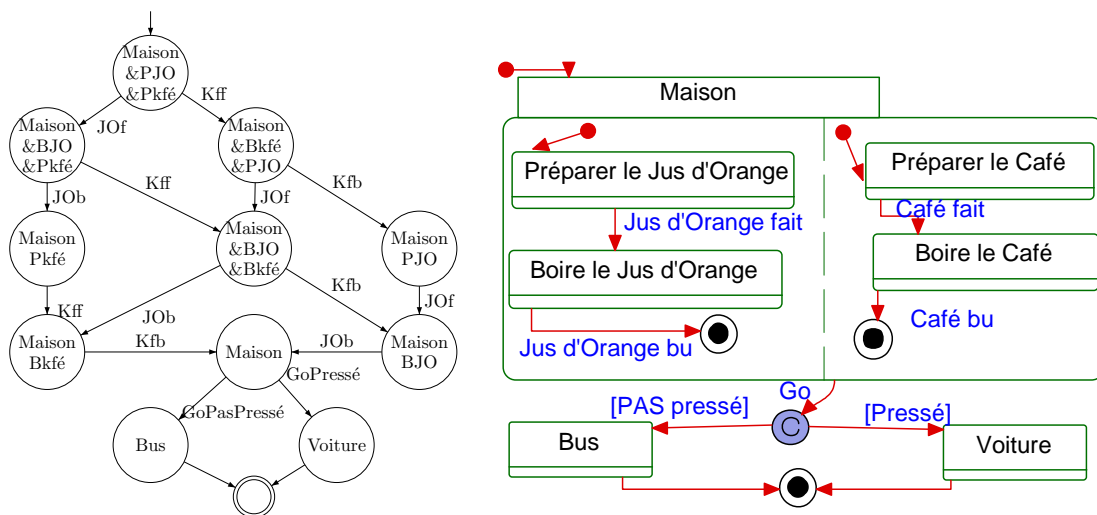 Maison
&PJO
&Pkfé
JOf
Kff
Maison
&BJO
&Pkfé
Maison
&Bkfé
&PJO
Kff
Kfb
JOb
JOf
Maison
Pkfé
Maison
&BJO
&Bkfé
Maison
PJO
Kff
JOb
Kfb
JOf
Maison
Bkfé
Kfb
Maison
JOb
Maison
BJO
GoPressé
GoPasPressé
Bus
Voiture
Maison
Préparer le Jus d'Orange
Jus d'Orange fait
Boire le Jus d'Orange
Jus d'Orange bu
Préparer le Café
Café fait
Boire le Café
Café bu
Go
[PAS pressé]
C
[Pressé]
Bus
Voiture